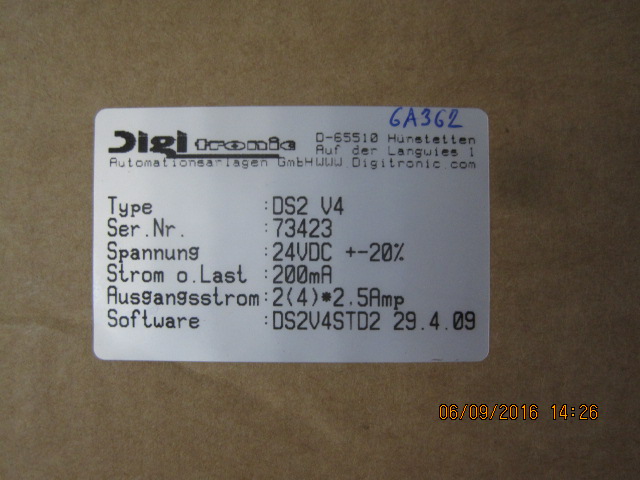 6A362
Digitronic D-65510 Hünstetten
Auf der Langwies 1
Automationsanlagen GmbH WWW.Digitronic.com
Type :DS2 V4
Ser.Nr. :73423
Spannung :24VDC +-20%
Strom o.Last :200mA
Ausgangsstrom:2(4)*2.5Amp
Software :DS2V4STD2 29.4.09
06/09/2016 14:26